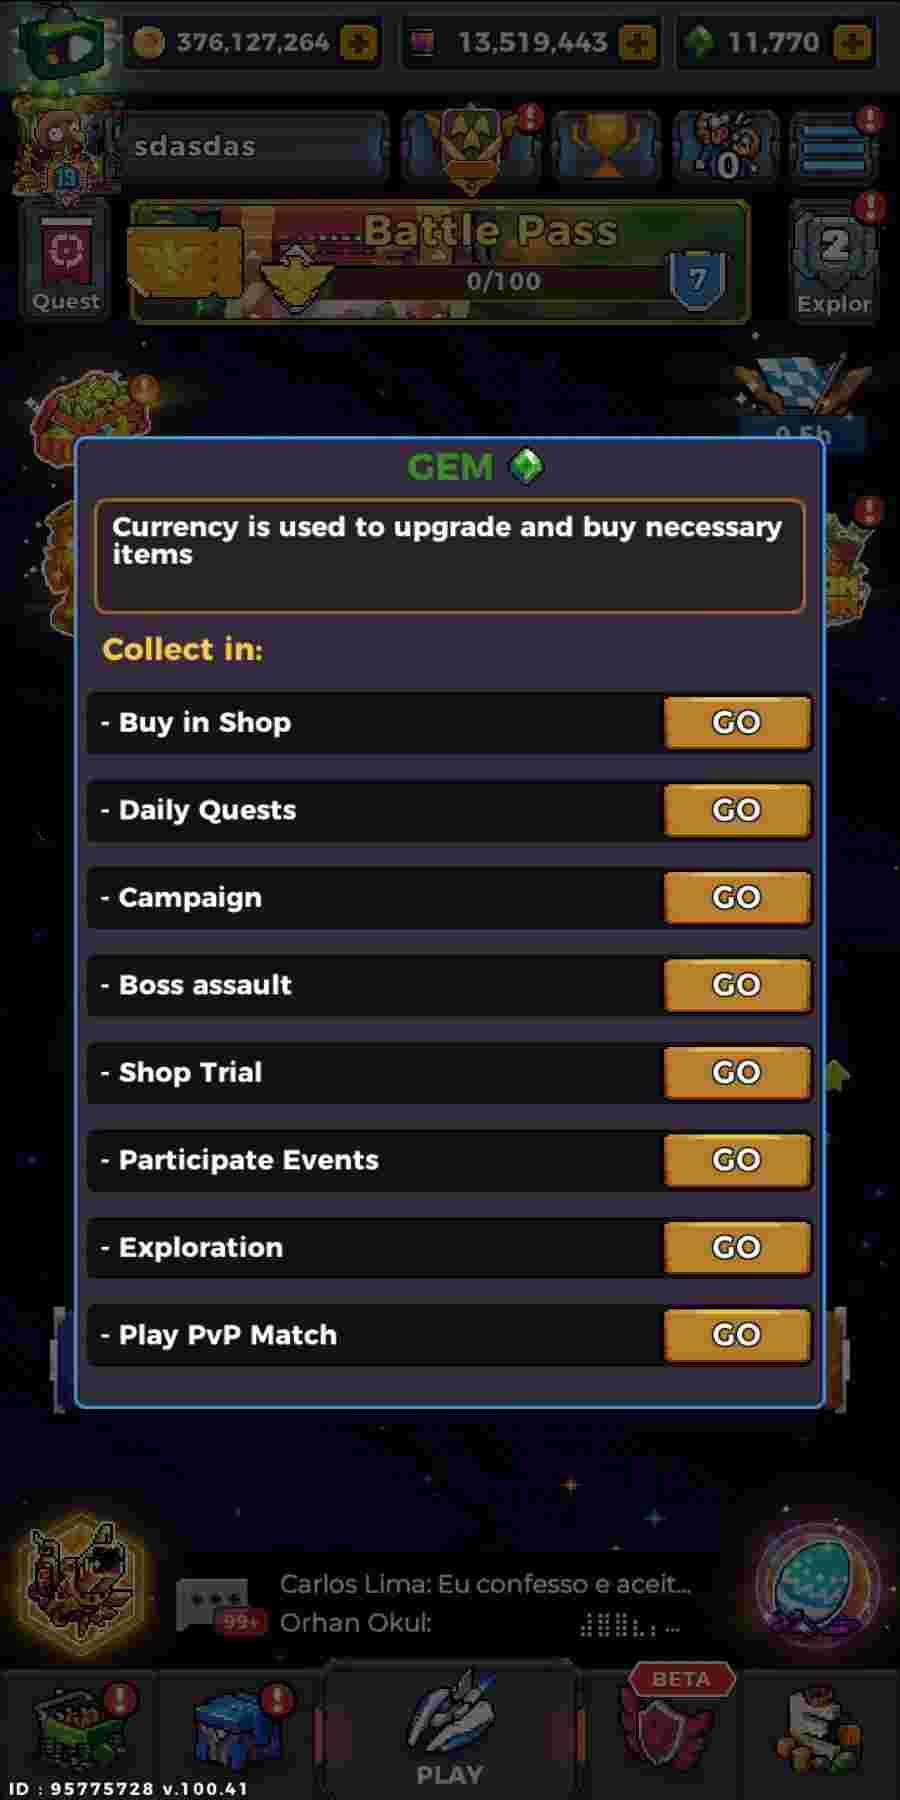 376,127,264
13,519,443
11,770
sdasdas
19
0
Battle Pass
0/100
7
2
Quest
Explor
GEM
Currency is used to upgrade and buy necessary
items
Collect in:
- Buy in Shop
GO
- Daily Quests
GO
- Campaign
GO
- Boss assault
GO
- Shop Trial
GO
- Participate Events
GO
- Exploration
GO
- Play PvP Match
GO
Carlos Lima: Eu confesso e aceit...
99+
Orhan Okul:
BETA
PLAY
ID : 95775728 v.100.41